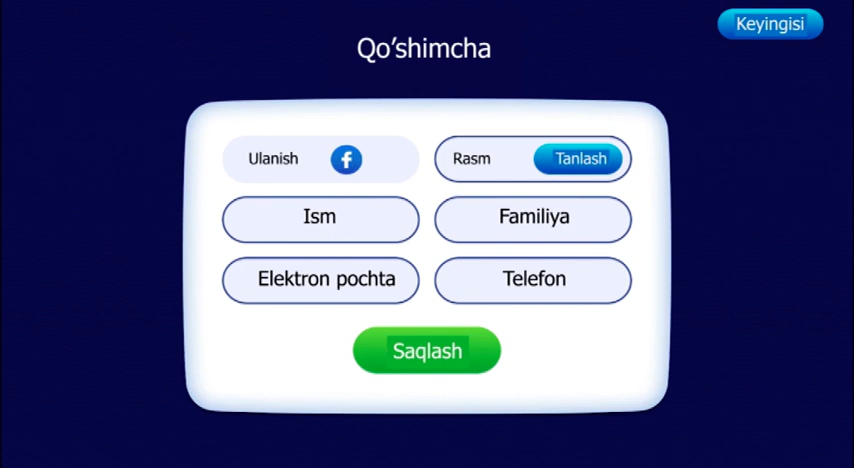 Keyingisi
Qo’shimcha
Ulanish
Rasm
Tanlash
Ism
Familiya
Elektron pochta
Telefon
Saqlash